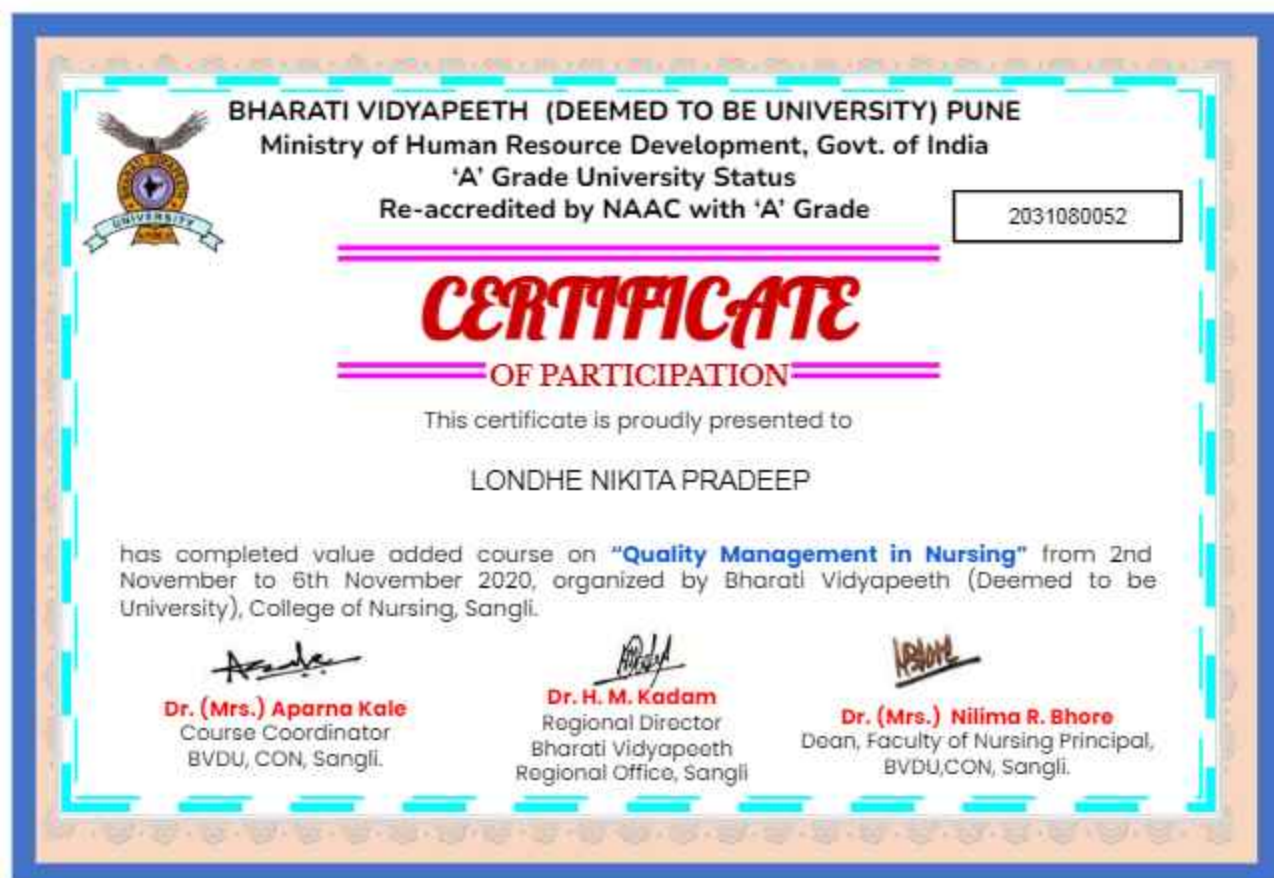 BHARATI VIDYAPEETH (DEEMED TO BE UNIVERSITY) PUNE
Ministry of Human Resource Development, Govt. of India
‘A’ Grade University Status
Re-accredited by NAAC with ‘A’ Grade
2031080052
BHARATI VIDYAPEETH
UNIVERSITY
CERTIFICATE
OF PARTICIPATION
This certificate is proudly presented to
LONDHE NIKITA PRADEEP
has completed value added course on “Quality Management in Nursing” from 2nd
November to 6th November 2020, organized by Bharati Vidyapeeth (Deemed to be
University), College of Nursing, Sangli.
Dr. (Mrs.) Aparna Kale
Course Coordinator
BVDU, CON, Sangli.
Dr. H. M. Kadam
Regional Director
Bharati Vidyapeeth
Regional Office, Sangli
Dr. (Mrs.) Nilima R. Bhore
Dean, Faculty of Nursing Principal,
BVDU,CON, Sangli.